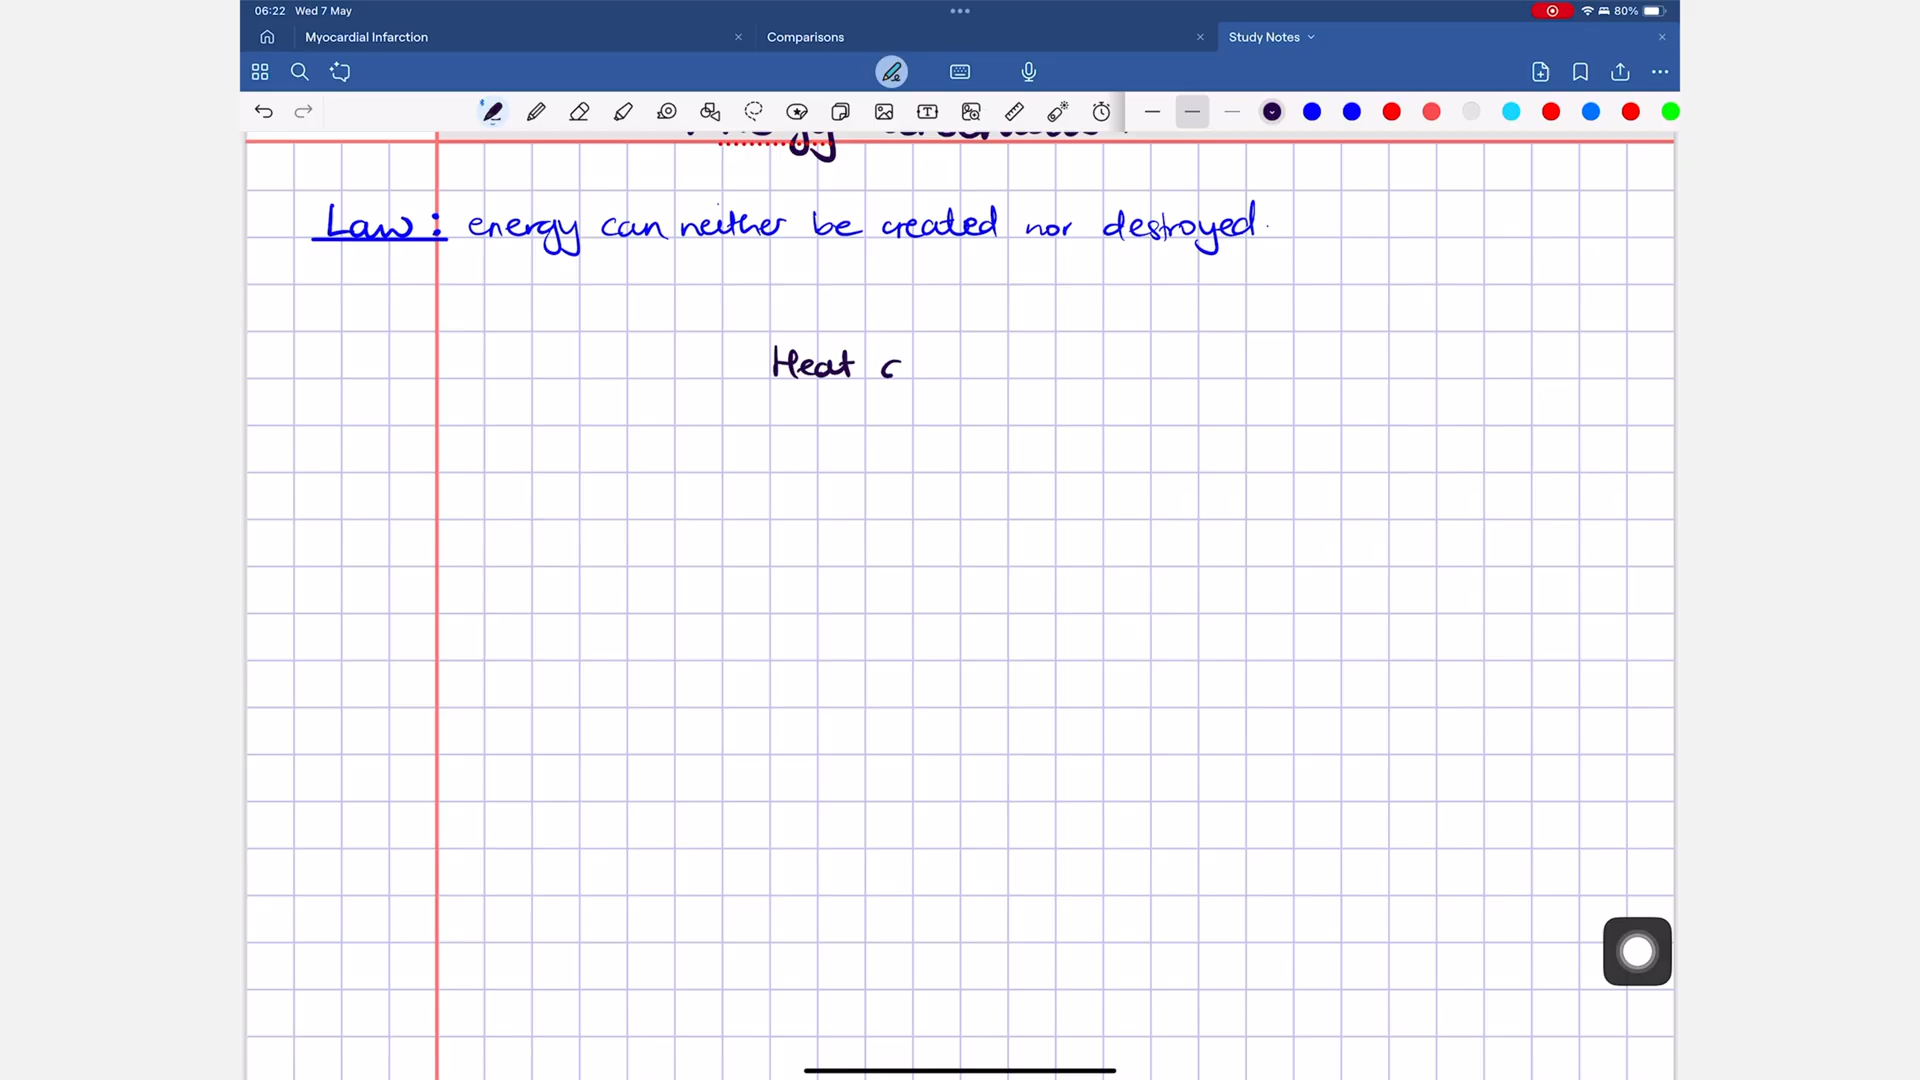 06:22 Wed 7 May 80%
Myocardial Infarction Comparisons Study Notes
Law: energy can neither be created nor destroyed.
Heat c